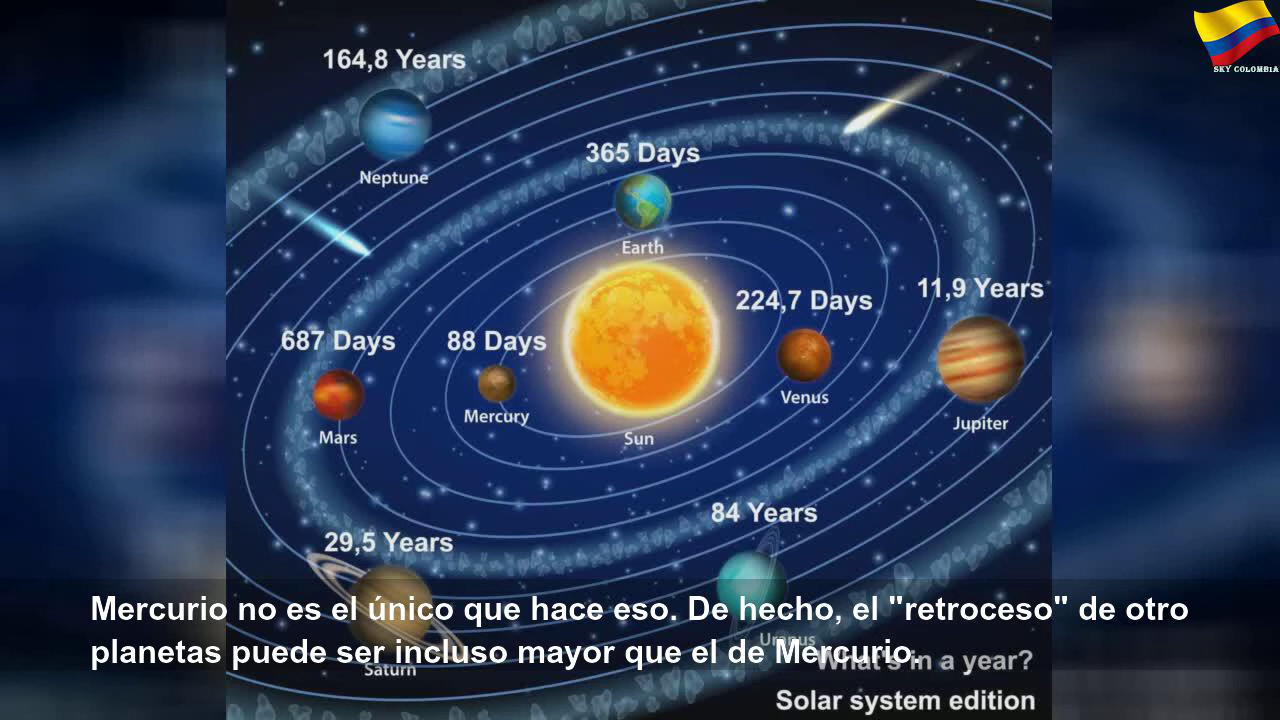 SKY COLOMBIA
164,8 Years
Neptune
365 Days
Earth
11,9 Years
224,7 Days
687 Days
88 Days
Venus
Mercury
Jupiter
Mars
Sun
84 Years
29,5 Years
Mercurio no es el único que hace eso. De hecho, el "retroceso" de otro
planetas puede ser incluso mayor que el de Mercurio.
Uranus
Saturn
What's in a year?
Solar system edition